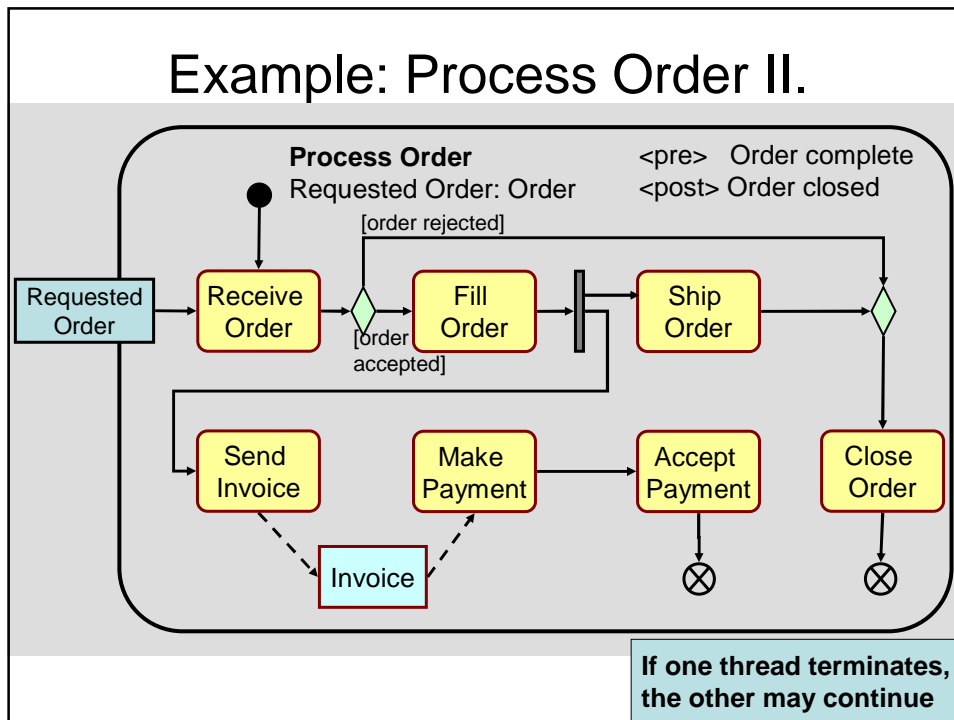 Example: Process Order II.
Process Order
Requested Order: Order
<pre> Order complete
<post> Order closed
[order rejected]
Requested
Order
Receive
Order
[order
accepted]
Fill
Order
Ship
Order
Send
Invoice
Invoice
Make
Payment
Accept
Payment
Close
Order
If one thread terminates,
the other may continue